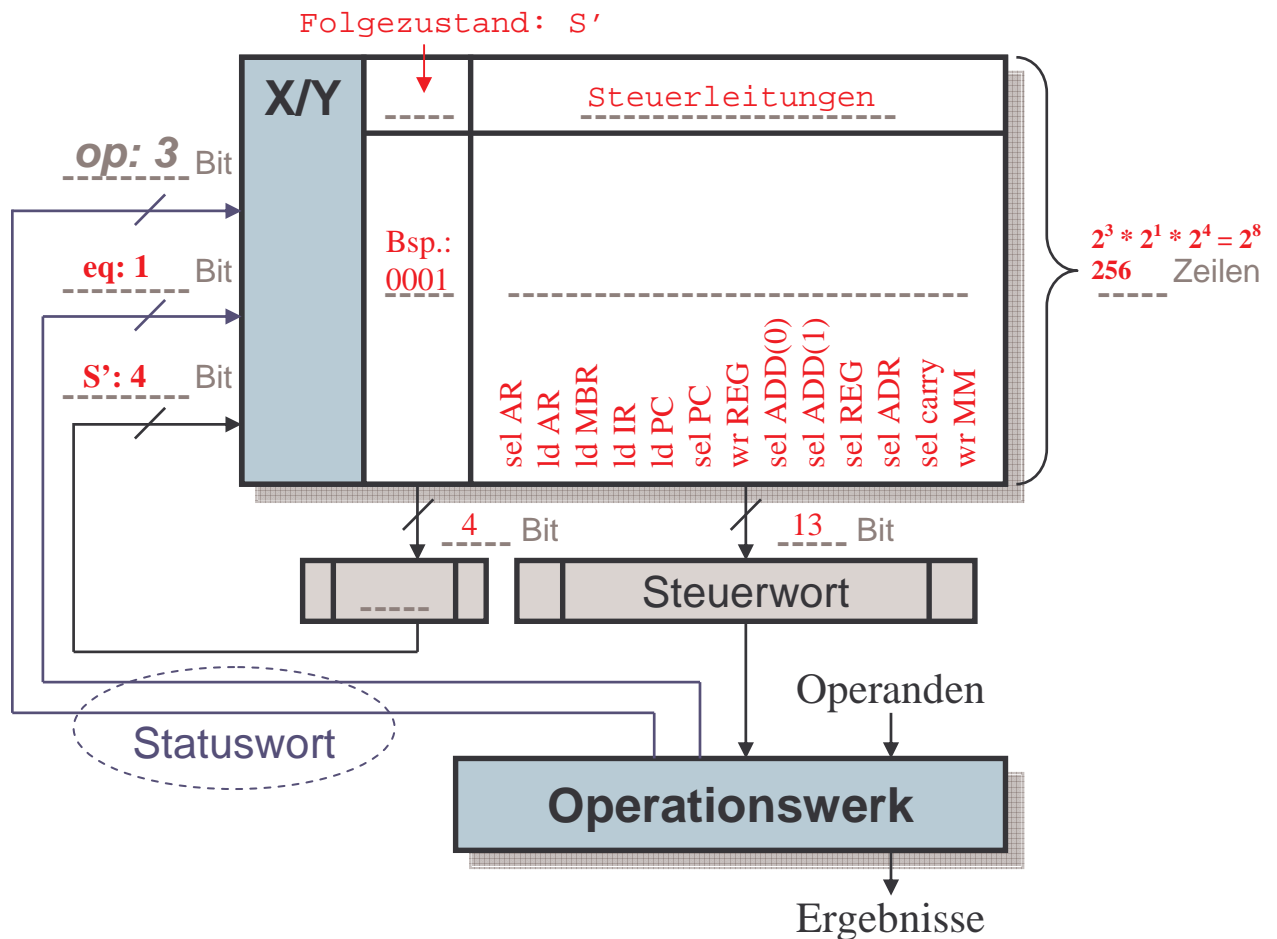 Folgezustand: S’
X/Y
Steuerleitungen
op: 3 Bit
eq: 1 Bit
S’: 4 Bit
Bsp.:
0001
2³ * 2¹ * 2⁴ = 2⁸
256 Zeilen
sel AR
ld AR
ld MBR
ld IR
ld PC
sel PC
wr REG
sel ADD(0)
sel ADD(1)
sel REG
sel ADR
sel carry
wr MM
4 Bit
13 Bit
Steuerwort
Operanden
Statuswort
Operationswerk
Ergebnisse